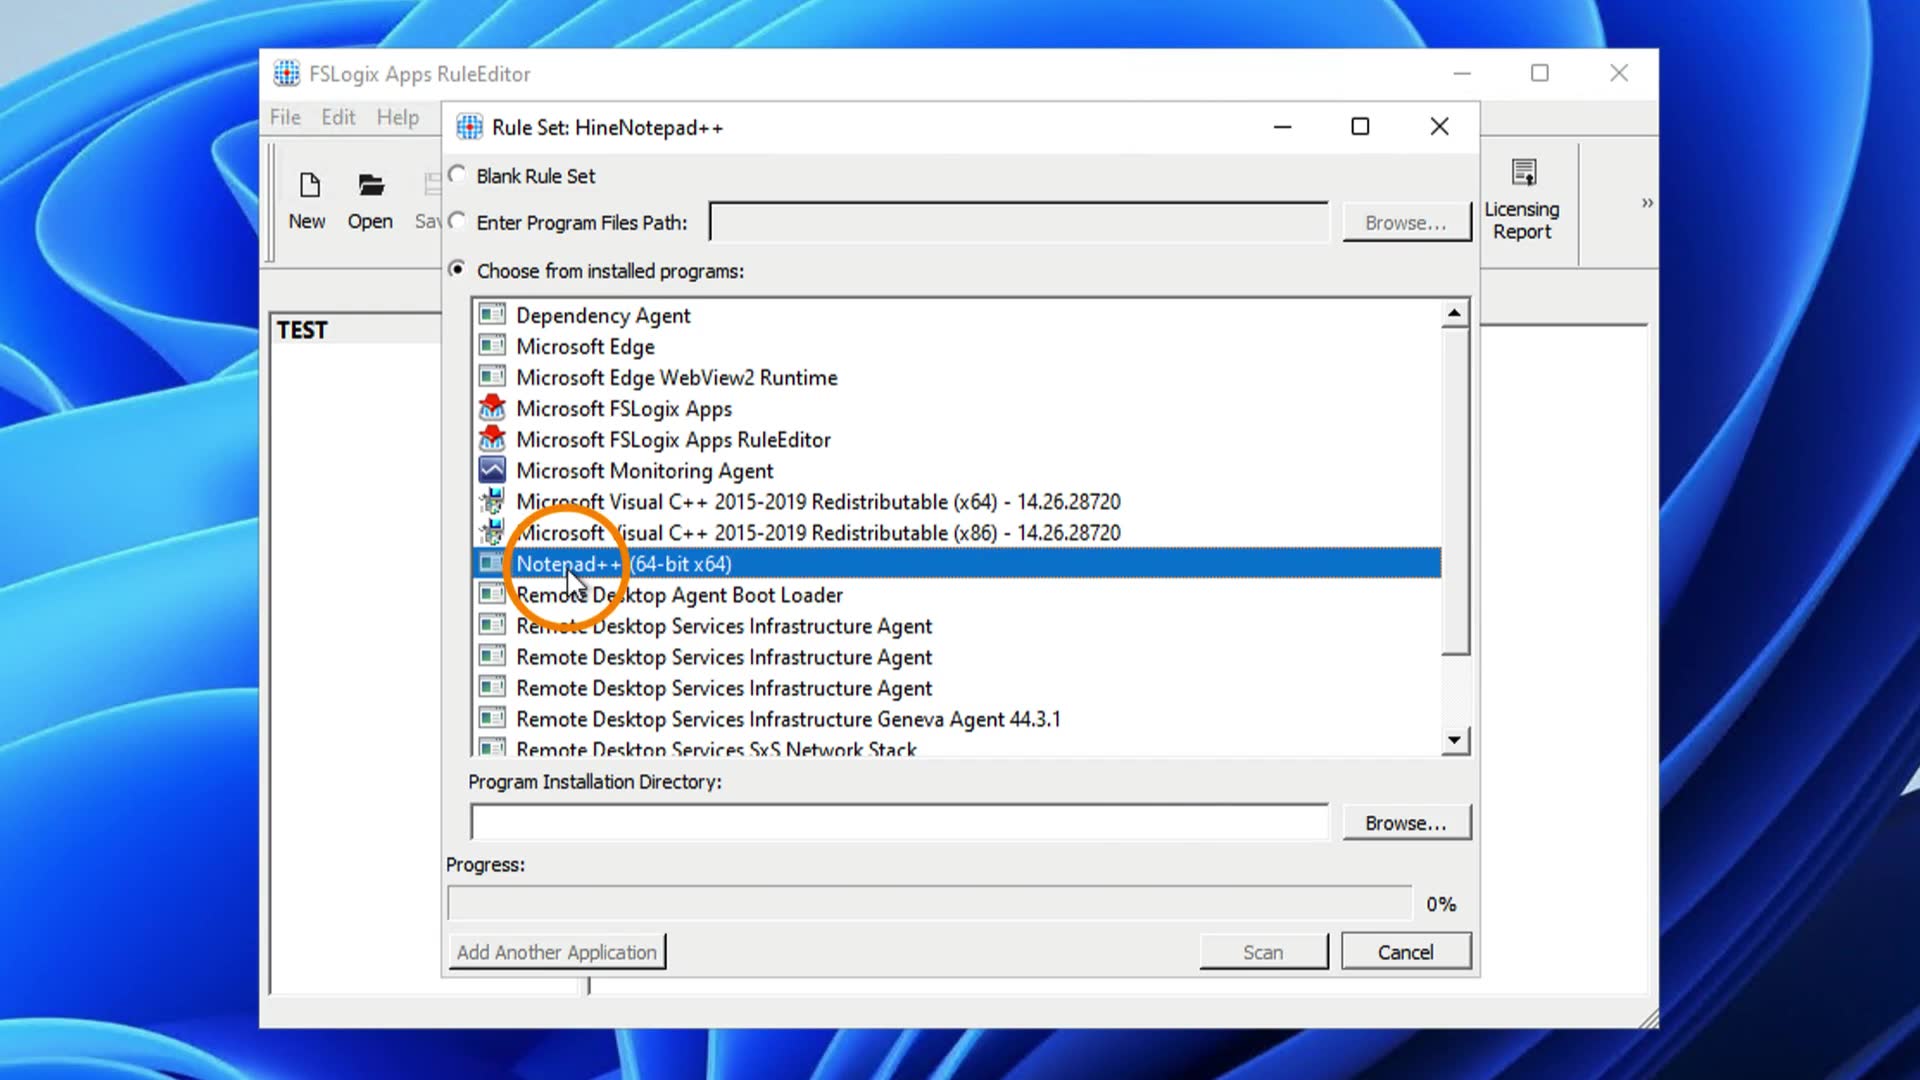 FSLogix Apps RuleEditor
File Edit Help
Rule Set: HineNotepad++
New Open Sav
Licensing Report
»
TEST
Blank Rule Set
Enter Program Files Path:
Browse...
Choose from installed programs:
Dependency Agent
Microsoft Edge
Microsoft Edge WebView2 Runtime
Microsoft FSLogix Apps
Microsoft FSLogix Apps RuleEditor
Microsoft Monitoring Agent
Microsoft Visual C++ 2015-2019 Redistributable (x64) - 14.26.28720
Microsoft Visual C++ 2015-2019 Redistributable (x86) - 14.26.28720
Notepad++ (64-bit x64)
Remote Desktop Agent Boot Loader
Remote Desktop Services Infrastructure Agent
Remote Desktop Services Infrastructure Agent
Remote Desktop Services Infrastructure Agent
Remote Desktop Services Infrastructure Geneva Agent 44.3.1
Remote Desktop Services SxS Network Stack
Program Installation Directory:
Browse...
Progress:
0%
Add Another Application
Scan
Cancel